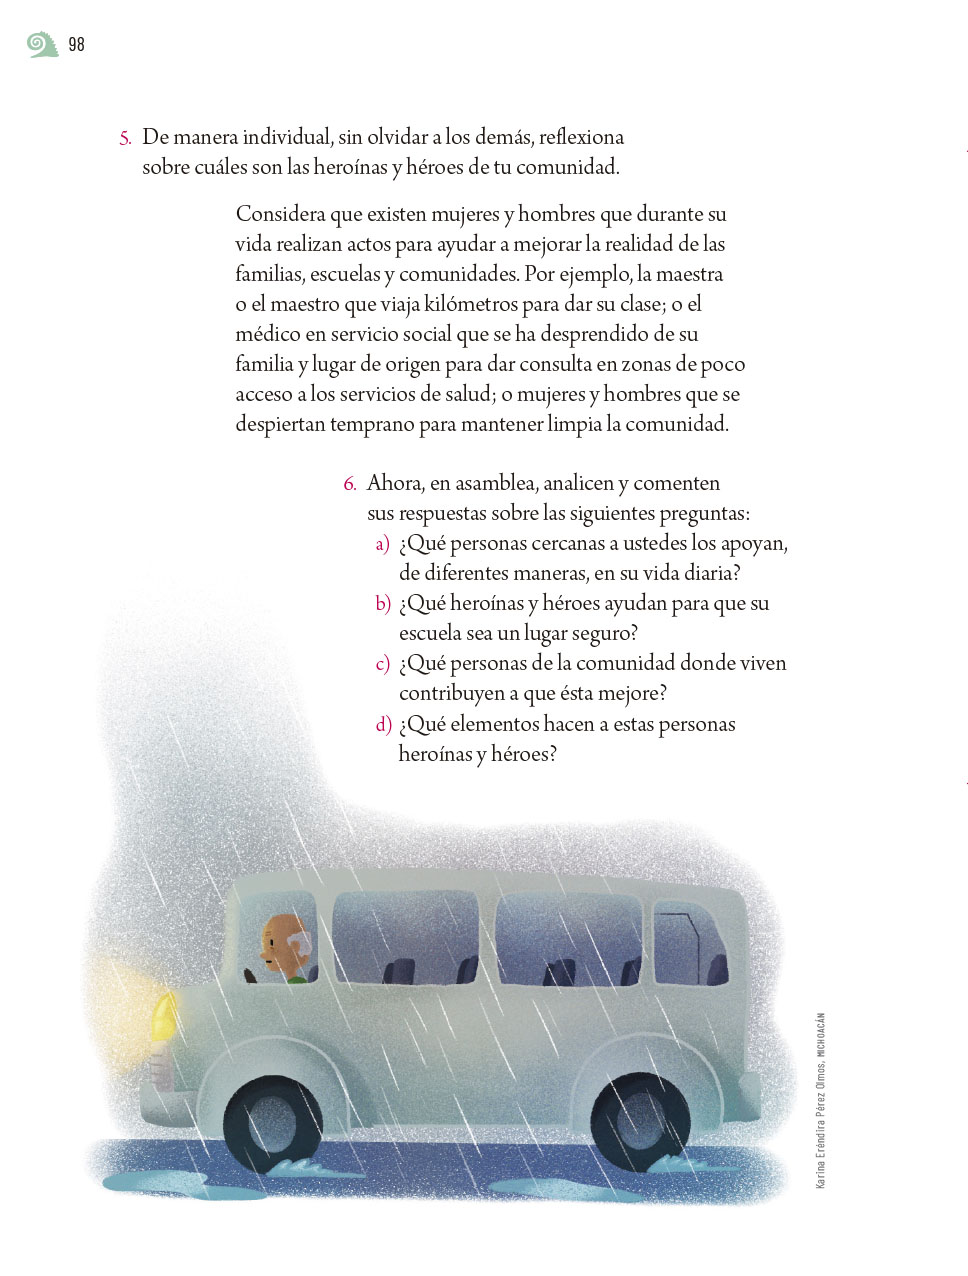 98
5. De manera individual, sin olvidar a los demás, reflexiona
sobre cuáles son las heroínas y héroes de tu comunidad.
Considera que existen mujeres y hombres que durante su
vida realizan actos para ayudar a mejorar la realidad de las
familias, escuelas y comunidades. Por ejemplo, la maestra
o el maestro que viaja kilómetros para dar su clase; o el
médico en servicio social que se ha desprendido de su
familia y lugar de origen para dar consulta en zonas de poco
acceso a los servicios de salud; o mujeres y hombres que se
despiertan temprano para mantener limpia la comunidad.
6. Ahora, en asamblea, analicen y comenten
sus respuestas sobre las siguientes preguntas:
a) ¿Qué personas cercanas a ustedes los apoyan,
de diferentes maneras, en su vida diaria?
b) ¿Qué heroínas y héroes ayudan para que su
escuela sea un lugar seguro?
c) ¿Qué personas de la comunidad donde viven
contribuyen a que ésta mejore?
d) ¿Qué elementos hacen a estas personas
heroínas y héroes?
Karina Eréndira Pérez Olmos, MICHOACÁN